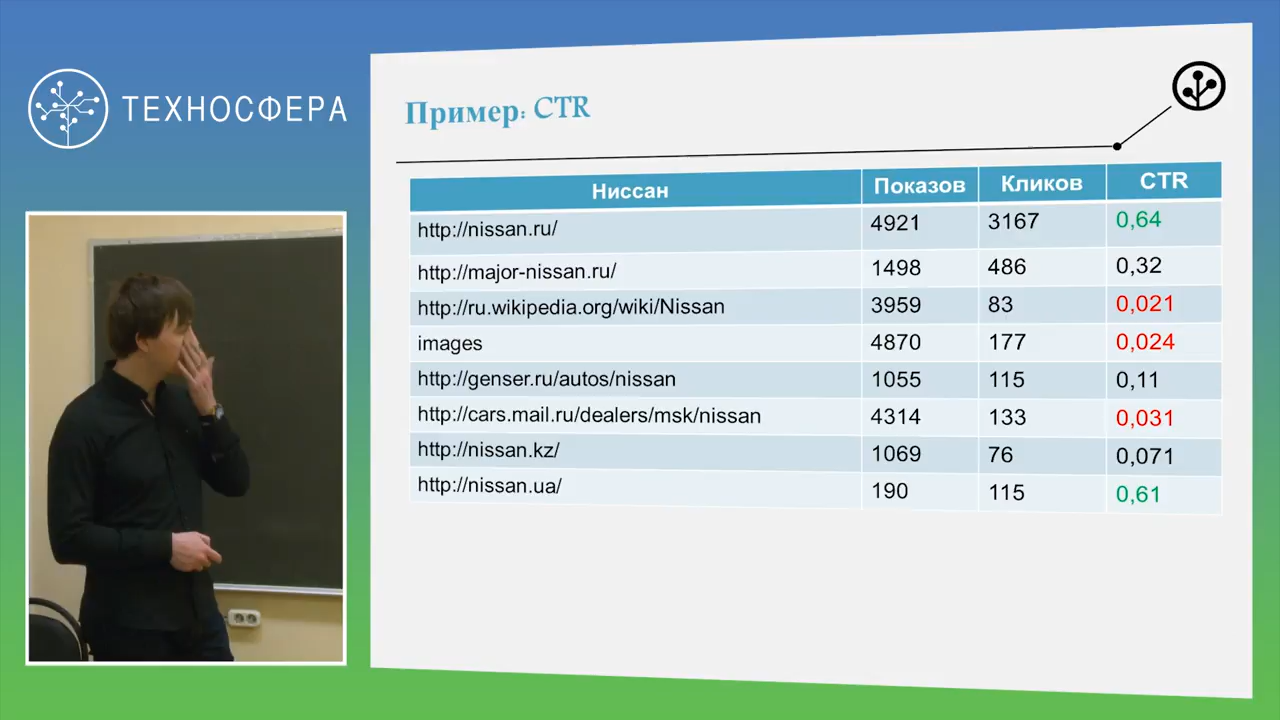 ТЕХНОСФЕРА
Пример: CTR
Ниссан Показов Кликов CTR
http://nissan.ru/ 4921 3167 0,64
http://major-nissan.ru/ 1498 486 0,32
http://ru.wikipedia.org/wiki/Nissan 3959 83 0,021
images 4870 177 0,024
http://genser.ru/autos/nissan 1055 115 0,11
http://cars.mail.ru/dealers/msk/nissan 4314 133 0,031
http://nissan.kz/ 1069 76 0,071
http://nissan.ua/ 190 115 0,61